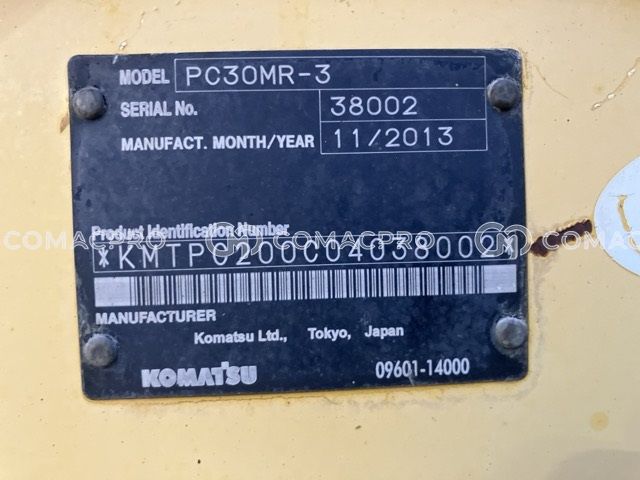 MODEL PC30MR-3
SERIAL No. 38002
MANUFACT. MONTH/YEAR 11/2013
Product Identification Number
*KMTPC200C04038002*
MANUFACTURER
Komatsu Ltd., Tokyo, Japan
KOMATSU 09601-14000
COMACPRO COMACPRO COMACPRO